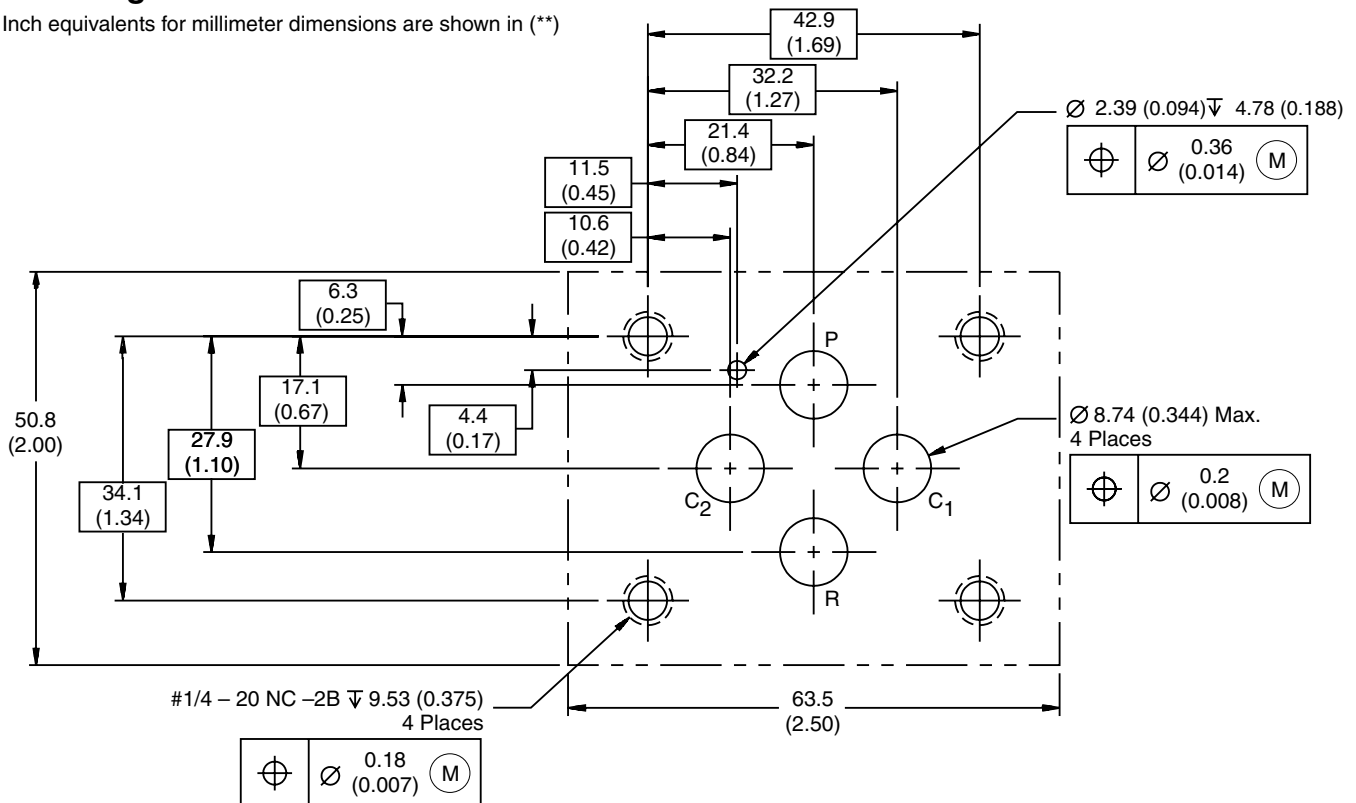 Inch equivalents for millimeter dimensions are shown in (**)
42.9
(1.69)
32.2
(1.27)
21.4
(0.84)
11.5
(0.45)
10.6
(0.42)
⌀ 2.39 (0.094)↧ 4.78 (0.188)
⌖ ⌀ 0.36
(0.014) Ⓜ
6.3
(0.25)
P
17.1
(0.67)
4.4
(0.17)
50.8
(2.00)
27.9
(1.10)
34.1
(1.34)
⌀ 8.74 (0.344) Max.
4 Places
⌖ ⌀ 0.2
(0.008) Ⓜ
C2
C1
R
#1/4 – 20 NC –2B ↧ 9.53 (0.375)
4 Places
⌖ ⌀ 0.18
(0.007) Ⓜ
63.5
(2.50)